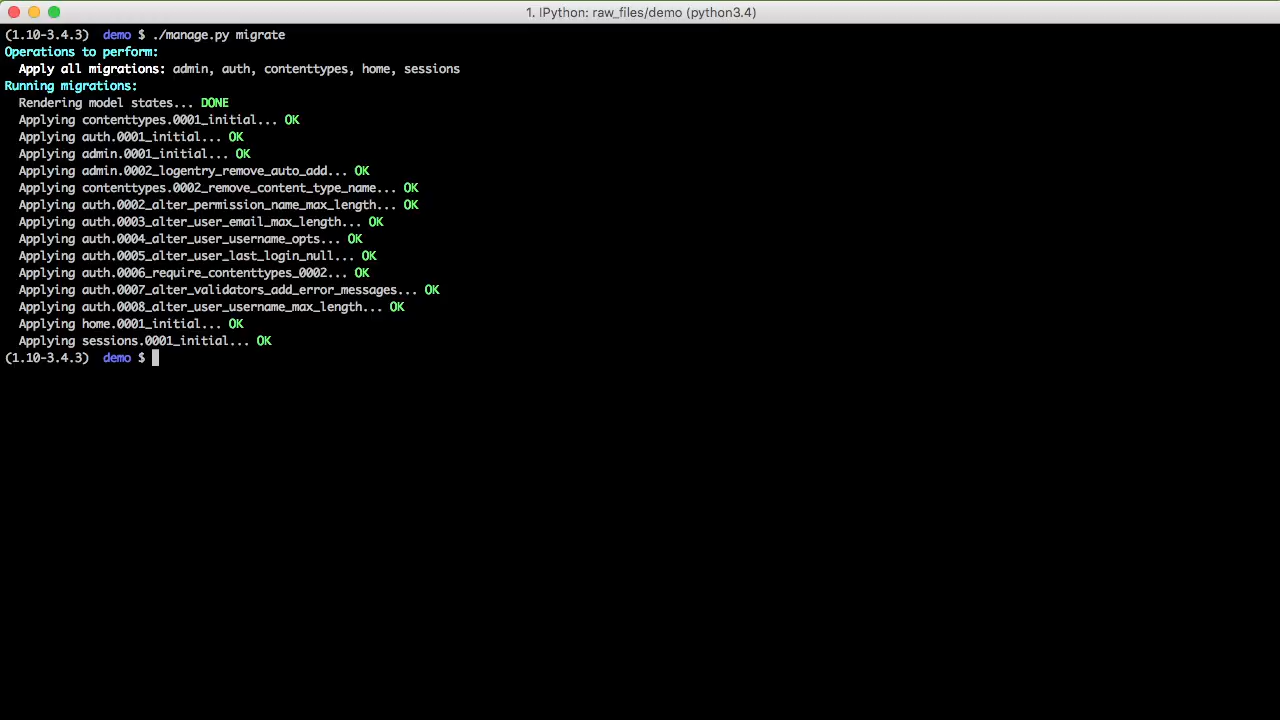 1. IPython: raw_files/demo (python3.4)
(1.10-3.4.3)  demo $ ./manage.py migrate
Operations to perform:
  Apply all migrations: admin, auth, contenttypes, home, sessions
Running migrations:
  Rendering model states... DONE
  Applying contenttypes.0001_initial... OK
  Applying auth.0001_initial... OK
  Applying admin.0001_initial... OK
  Applying admin.0002_logentry_remove_auto_add... OK
  Applying contenttypes.0002_remove_content_type_name... OK
  Applying auth.0002_alter_permission_name_max_length... OK
  Applying auth.0003_alter_user_email_max_length... OK
  Applying auth.0004_alter_user_username_opts... OK
  Applying auth.0005_alter_user_last_login_null... OK
  Applying auth.0006_require_contenttypes_0002... OK
  Applying auth.0007_alter_validators_add_error_messages... OK
  Applying auth.0008_alter_user_username_max_length... OK
  Applying home.0001_initial... OK
  Applying sessions.0001_initial... OK
(1.10-3.4.3)  demo $